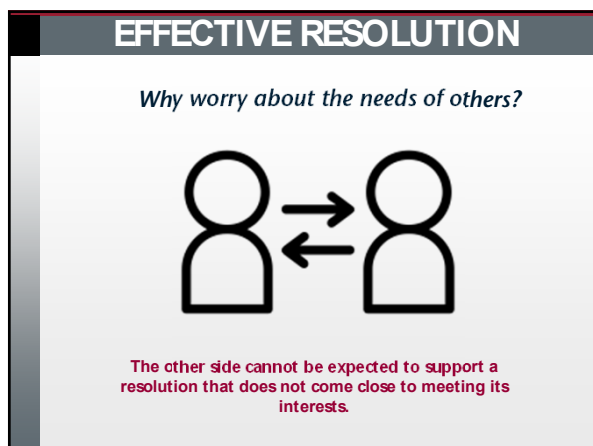 EFFECTIVE RESOLUTION
Why worry about the needs of others?
The other side cannot be expected to support a
resolution that does not come close to meeting its
interests.